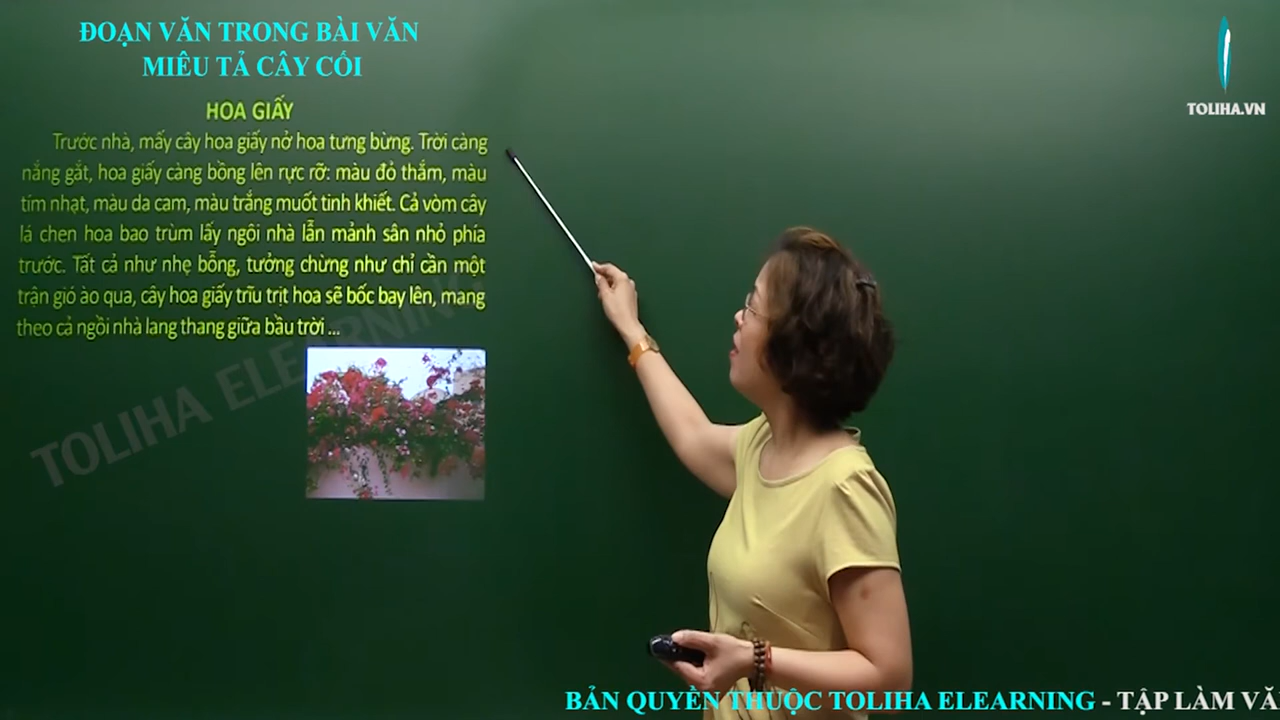 ĐOẠN VĂN TRONG BÀI VĂN
MIÊU TẢ CÂY CỐI
HOA GIẤY
Trước nhà, mấy cây hoa giấy nở hoa tưng bừng. Trời càng
nắng gắt, hoa giấy càng bồng lên rực rỡ: màu đỏ thắm, màu
tím nhạt, màu da cam, màu trắng muốt tinh khiết. Cả vòm cây
lá chen hoa bao trùm lấy ngôi nhà lẫn mảnh sân nhỏ phía
trước. Tất cả như nhẹ bỗng, tưởng chừng như chỉ cần một
trận gió ào qua, cây hoa giấy trĩu trịt hoa sẽ bốc bay lên, mang
theo cả ngồi nhà lang thang giữa bầu trời ...
TOLIHA ELEARNING
TOLIHA.VN
BẢN QUYỀN THUỘC TOLIHA ELEARNING - TẬP LÀM VĂ